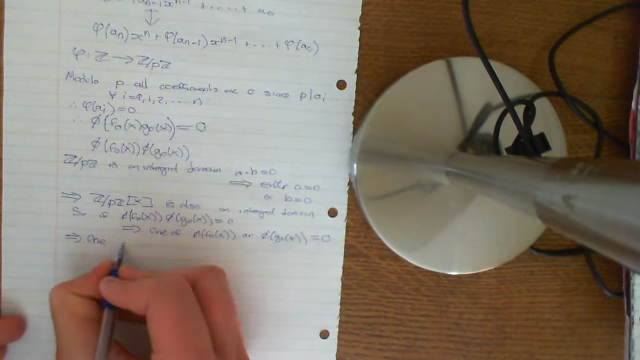 φ(aₙ)xⁿ + φ(aₙ₋₁)xⁿ⁻¹ + ... + φ(a₀)
φ: ℤ → ℤ/pℤ
Modulo p all coefficients are 0 since p|aᵢ
∴ φ(aᵢ) = 0
∴ ϕ(f₀(x)g₀(x)) = 0
ϕ(f₀(x))ϕ(g₀(x))
ℤ/pℤ is an integral domain a·b=0
⟹ either a=0
or b=0
⟹ ℤ/pℤ[x] is also an integral domain
So if ϕ(f₀(x))ϕ(g₀(x))=0
⟹ one of ϕ(f₀(x)) or ϕ(g₀(x)) = 0
⟹ One